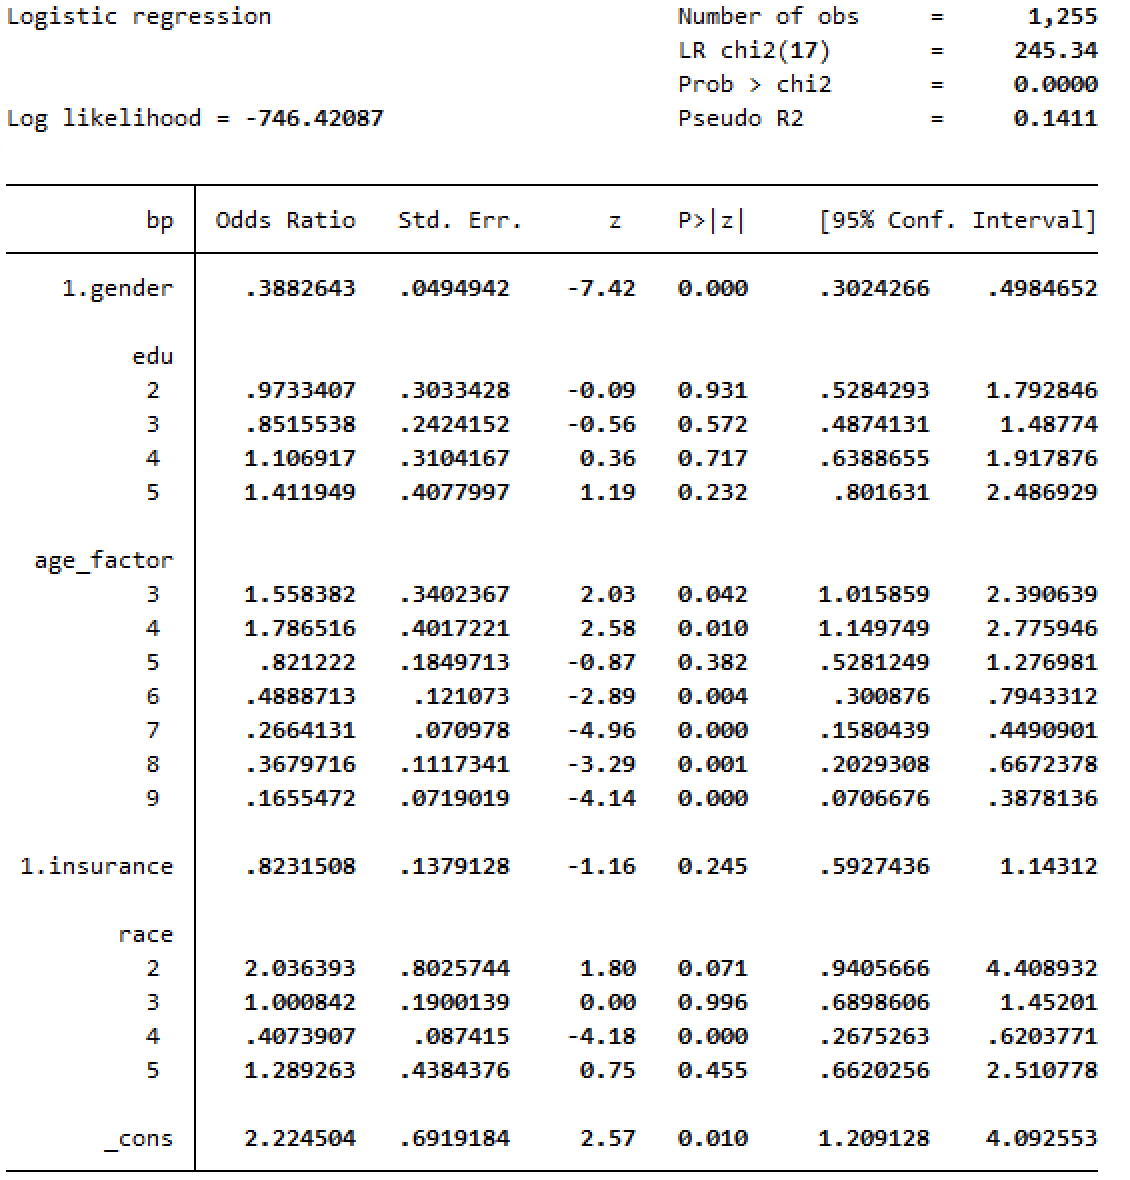 Logistic regression Number of obs = 1,255
LR chi2(17) = 245.34
Prob > chi2 = 0.0000
Log likelihood = -746.42087 Pseudo R2 = 0.1411
bp Odds Ratio Std. Err. z P>|z| [95% Conf. Interval]
1.gender .3882643 .0494942 -7.42 0.000 .3024266 .4984652
edu
2 .9733407 .3033428 -0.09 0.931 .5284293 1.792846
3 .8515538 .2424152 -0.56 0.572 .4874131 1.48774
4 1.106917 .3104167 0.36 0.717 .6388655 1.917876
5 1.411949 .4077997 1.19 0.232 .801631 2.486929
age_factor
3 1.558382 .3402367 2.03 0.042 1.015859 2.390639
4 1.786516 .4017221 2.58 0.010 1.149749 2.775946
5 .821222 .1849713 -0.87 0.382 .5281249 1.276981
6 .4888713 .121073 -2.89 0.004 .300876 .7943312
7 .2664131 .070978 -4.96 0.000 .1580439 .4490901
8 .3679716 .1117341 -3.29 0.001 .2029308 .6672378
9 .1655472 .0719019 -4.14 0.000 .0706676 .3878136
1.insurance .8231508 .1379128 -1.16 0.245 .5927436 1.14312
race
2 2.036393 .8025744 1.80 0.071 .9405666 4.408932
3 1.000842 .1900139 0.00 0.996 .6898606 1.45201
4 .4073907 .087415 -4.18 0.000 .2675263 .6203771
5 1.289263 .4384376 0.75 0.455 .6620256 2.510778
_cons 2.224504 .6919184 2.57 0.010 1.209128 4.092553